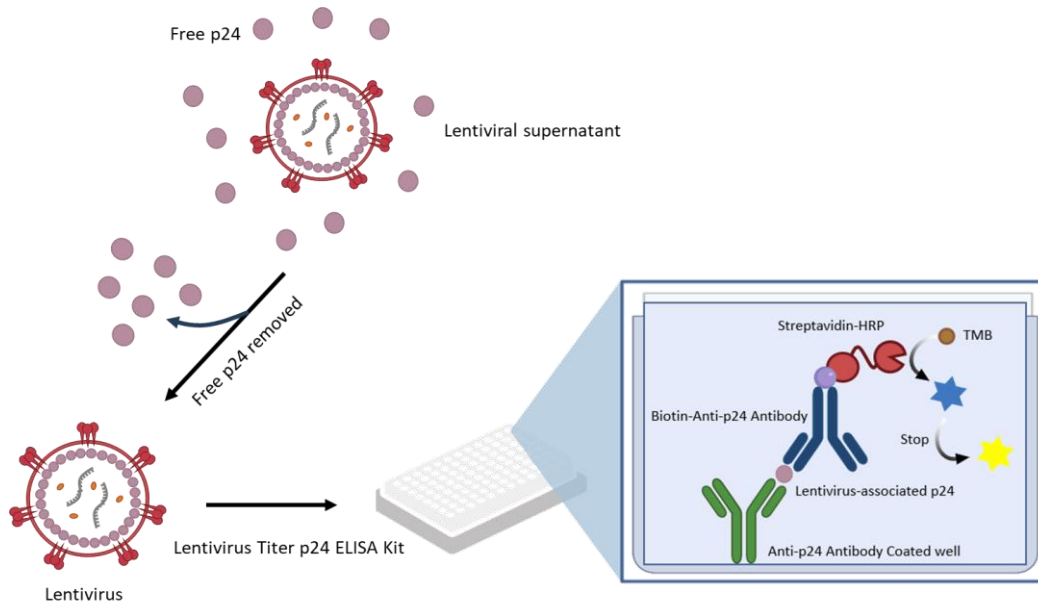 Free p24
Lentiviral supernatant
Free p24 removed
Streptavidin-HRP
TMB
Biotin-Anti-p24 Antibody
Stop
Lentivirus-associated p24
Lentivirus Titer p24 ELISA Kit
Anti-p24 Antibody Coated well
Lentivirus